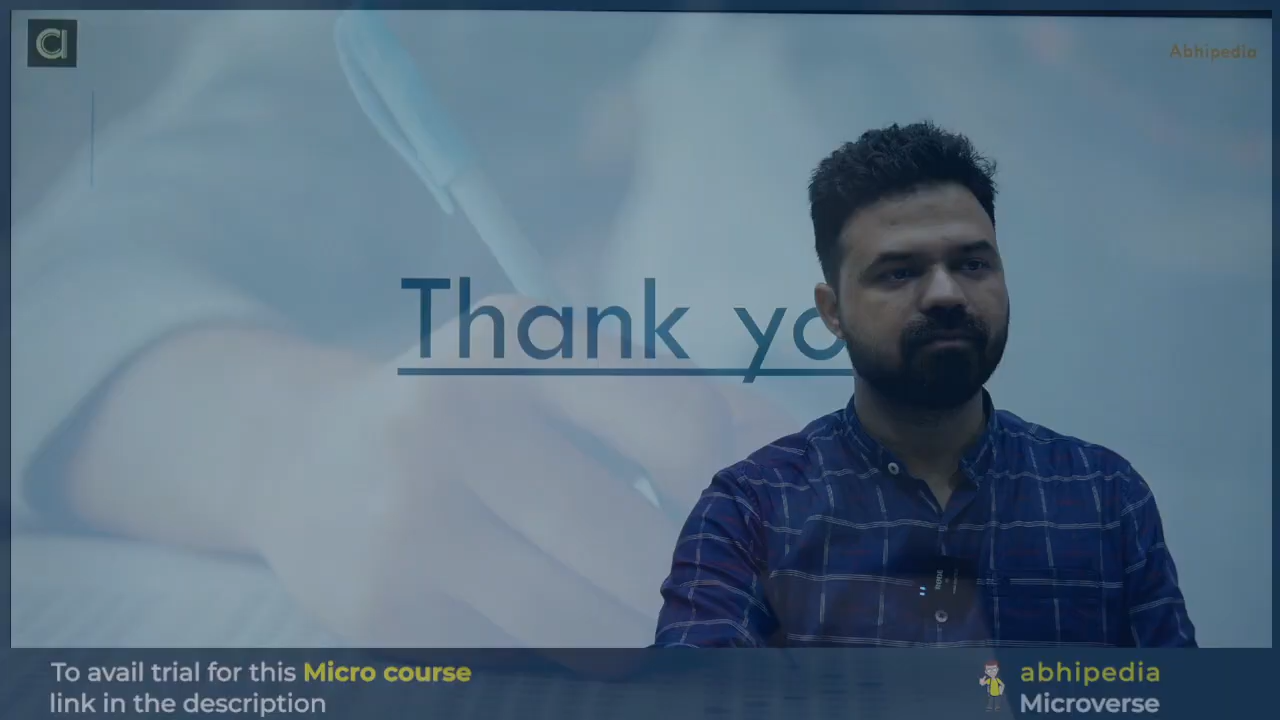 Abhipedia
Thank yo
To avail trial for this Micro course
link in the description
abhipedia
Microverse